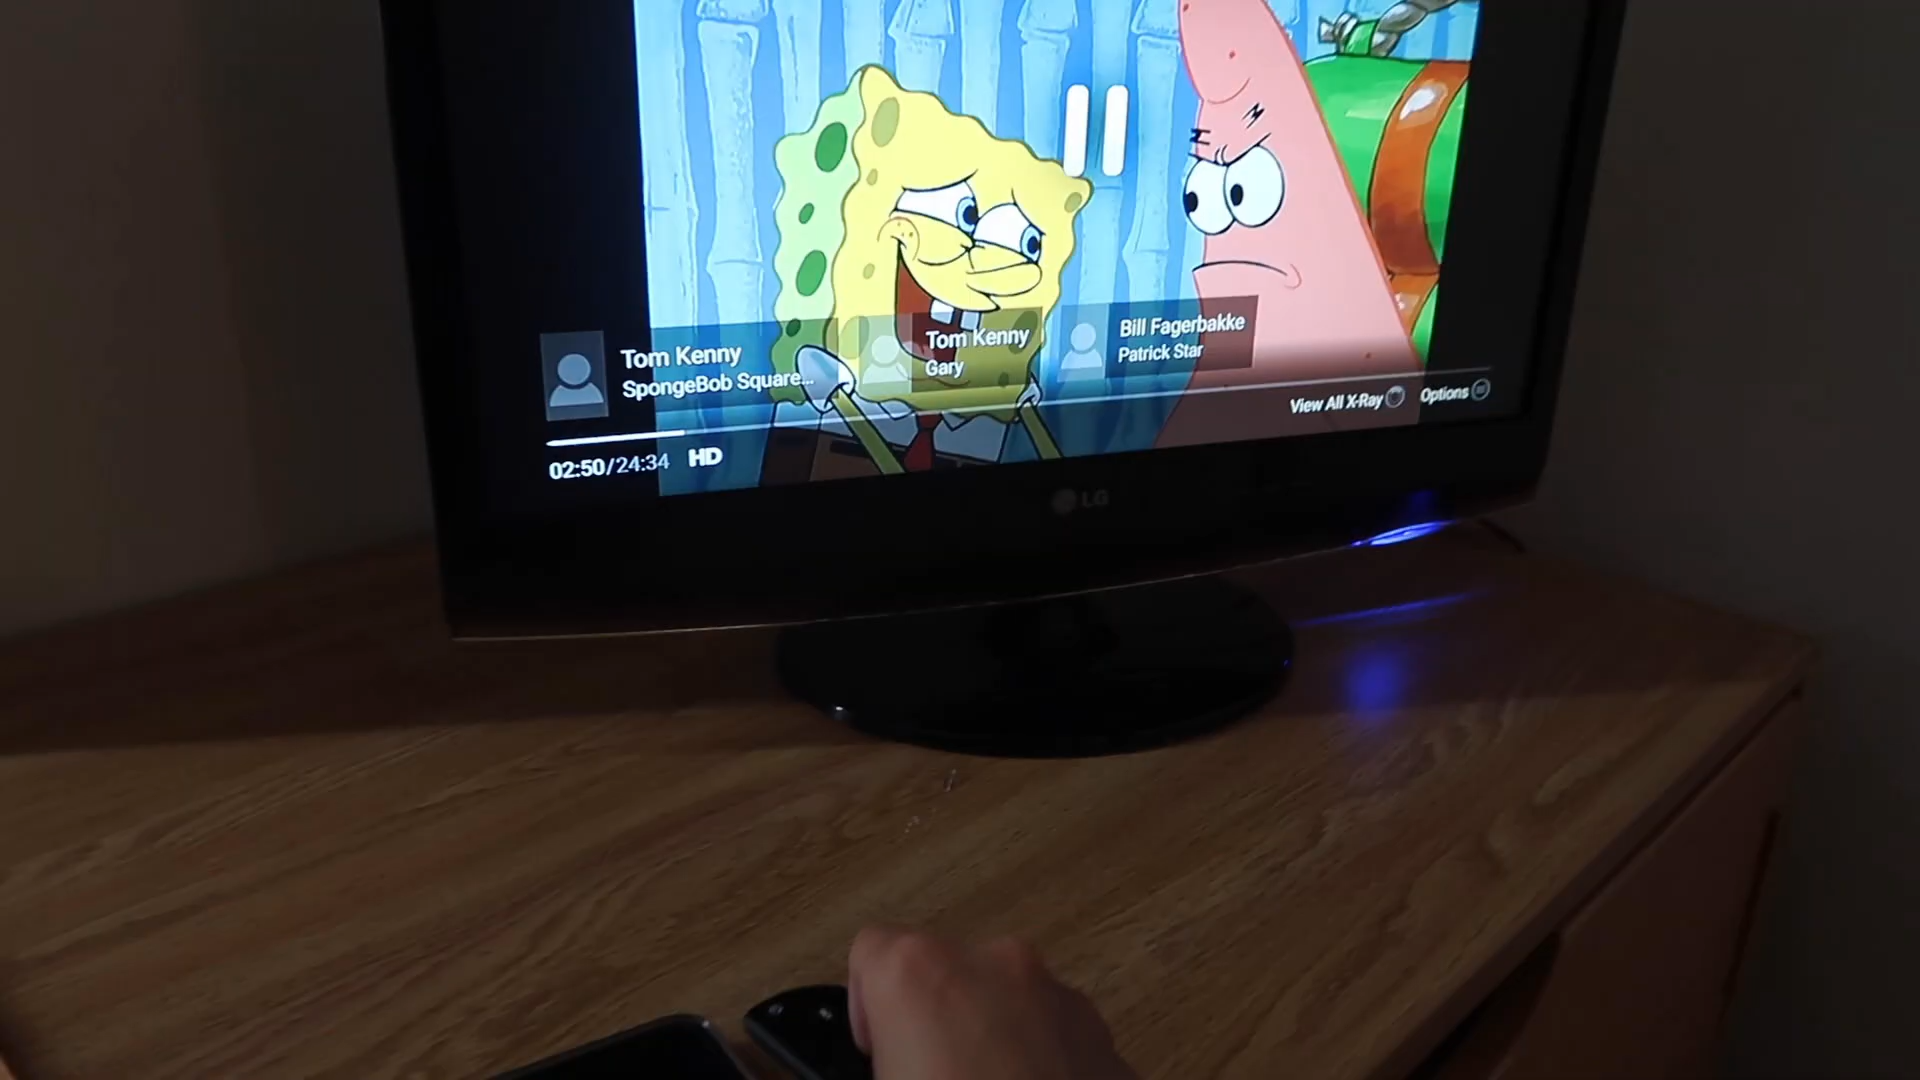 Tom Kenny
SpongeBob Square...
Tom Kenny
Gary
Bill Fagerbakke
Patrick Star
View All X-Ray
Options
02:50/24:34 HD
LG